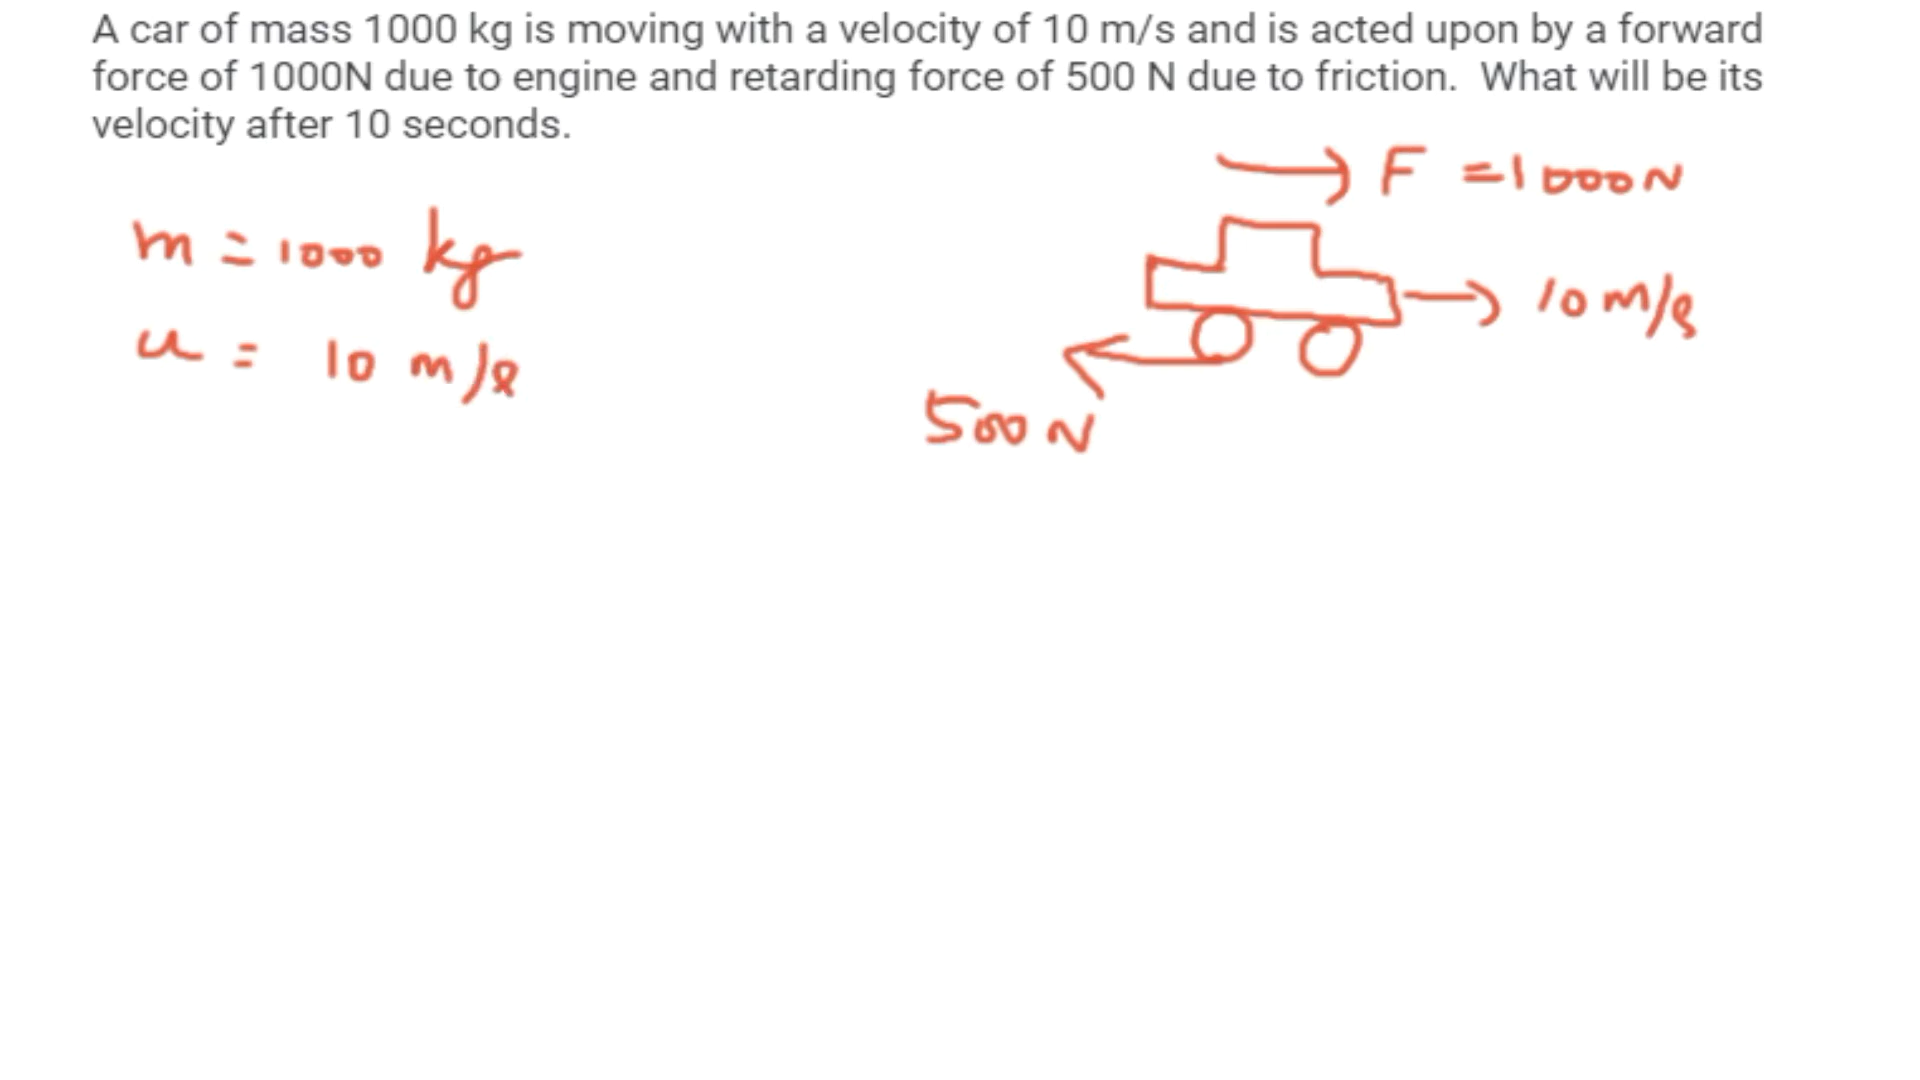 A car of mass 1000 kg is moving with a velocity of 10 m/s and is acted upon by a forward
force of 1000N due to engine and retarding force of 500 N due to friction. What will be its
velocity after 10 seconds.
F = 1000N
m = 1000 kg
10 m/s
u = 10 m/s
500 N